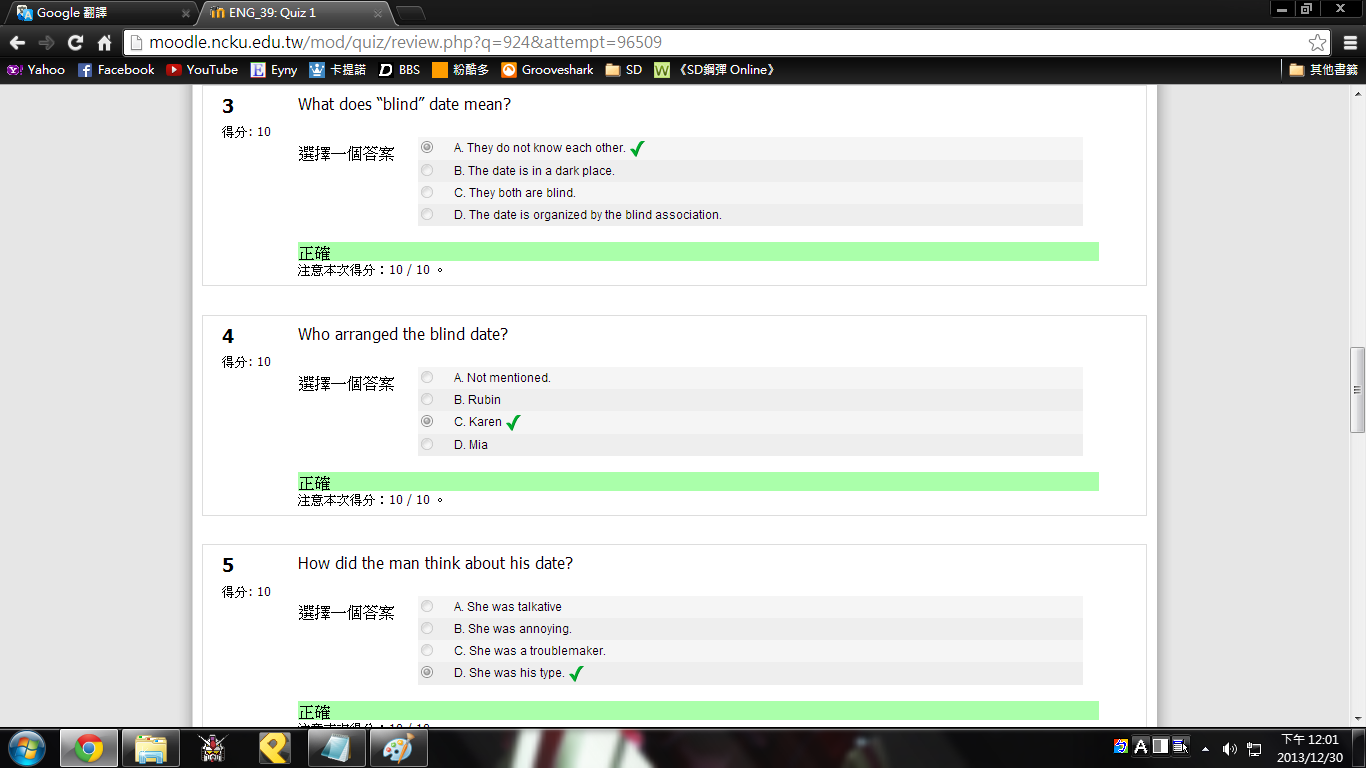 Google 翻譯
ENG_39: Quiz 1
moodle.ncku.edu.tw/mod/quiz/review.php?q=924&attempt=96509
Yahoo Facebook YouTube Eyny 卡提諾 BBS 粉酷多 Grooveshark SD 《SD鋼彈 Online》 其他書籤
3 What does “blind” date mean?
得分: 10
選擇一個答案
A. They do not know each other.
B. The date is in a dark place.
C. They both are blind.
D. The date is organized by the blind association.
正確
注意本次得分：10 / 10 。
4 Who arranged the blind date?
得分: 10
選擇一個答案
A. Not mentioned.
B. Rubin
C. Karen
D. Mia
正確
注意本次得分：10 / 10 。
5 How did the man think about his date?
得分: 10
選擇一個答案
A. She was talkative
B. She was annoying.
C. She was a troublemaker.
D. She was his type.
正確
下午 12:01
2013/12/30